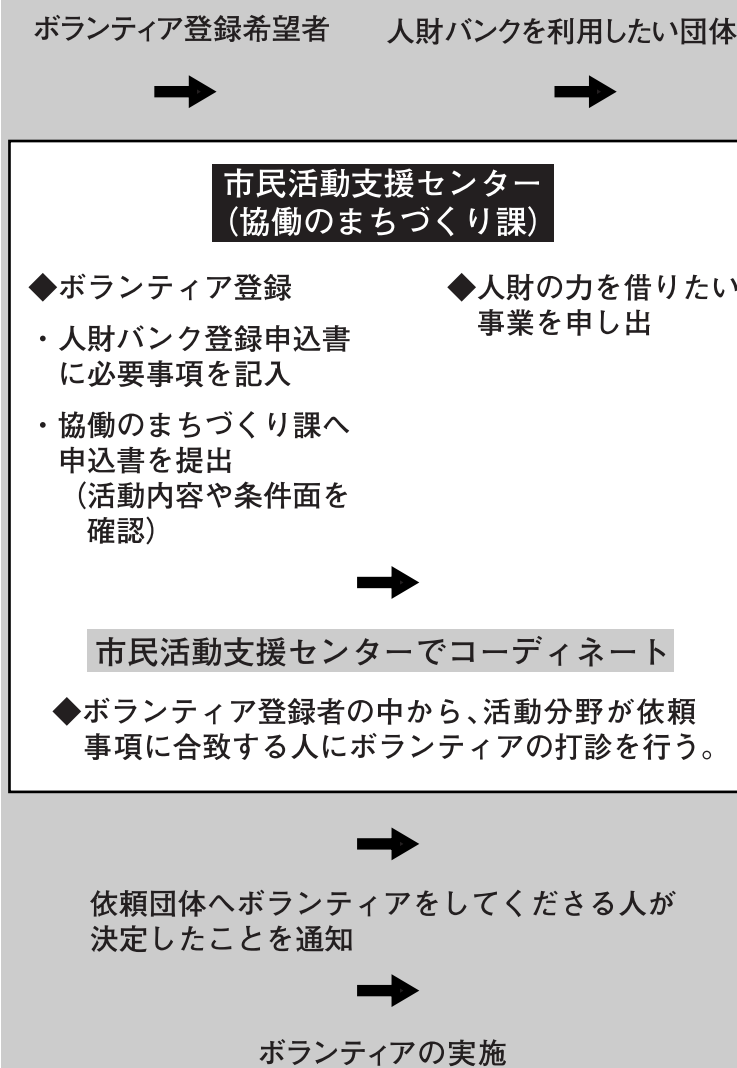 ボランティア登録希望者
人財バンクを利用したい団体
市民活動支援センター
(協働のまちづくり課)
◆ボランティア登録
・人財バンク登録申込書
に必要事項を記入
・協働のまちづくり課へ
申込書を提出
(活動内容や条件面を
確認)
◆人財の力を借りたい
事業を申し出
市民活動支援センターでコーディネート
◆ボランティア登録者の中から、活動分野が依頼
事項に合致する人にボランティアの打診を行う。
依頼団体へボランティアをしてくださる人が
決定したことを通知
ボランティアの実施